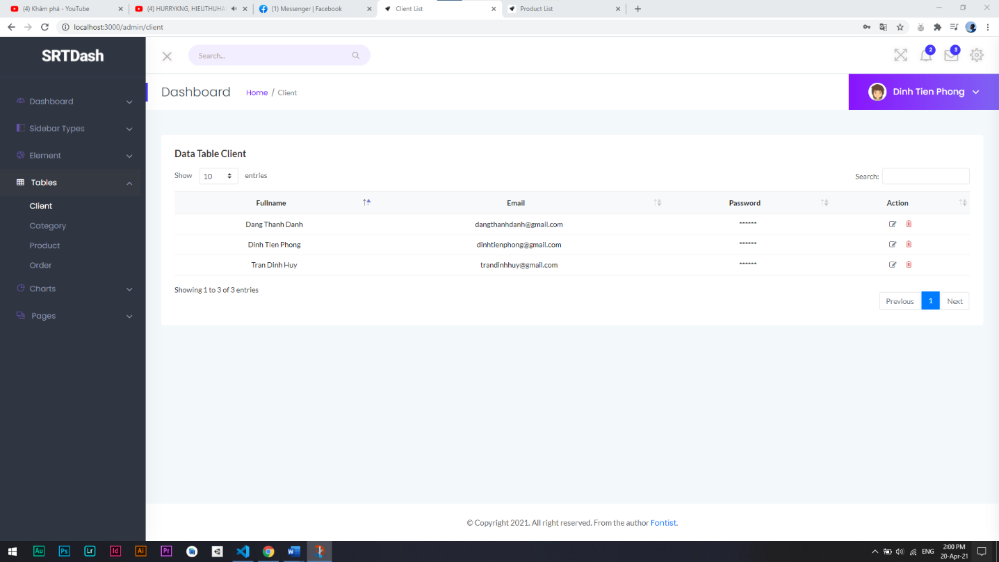 (4) Khám phá - YouTube
(4) HURRYKNG, HIEUTHUHA
(1) Messenger | Facebook
Client List
Product List
localhost:3000/admin/client
SRTDash
Search...
2
3
Dashboard
Home / Client
Dinh Tien Phong
Dashboard
Sidebar Types
Element
Tables
Client
Category
Product
Order
Charts
Pages
Data Table Client
Show 10 entries
Search:
Fullname Email Password Action
Dang Thanh Danh dangthanhdanh@gmail.com ******
Dinh Tien Phong dinhtienphong@gmail.com ******
Tran Dinh Huy trandinhhuy@gmail.com ******
Showing 1 to 3 of 3 entries
Previous 1 Next
© Copyright 2021. All right reserved. From the author Fontist.
Au Ps Lr Id Ai Pr
ENG
2:00 PM
20-Apr-21